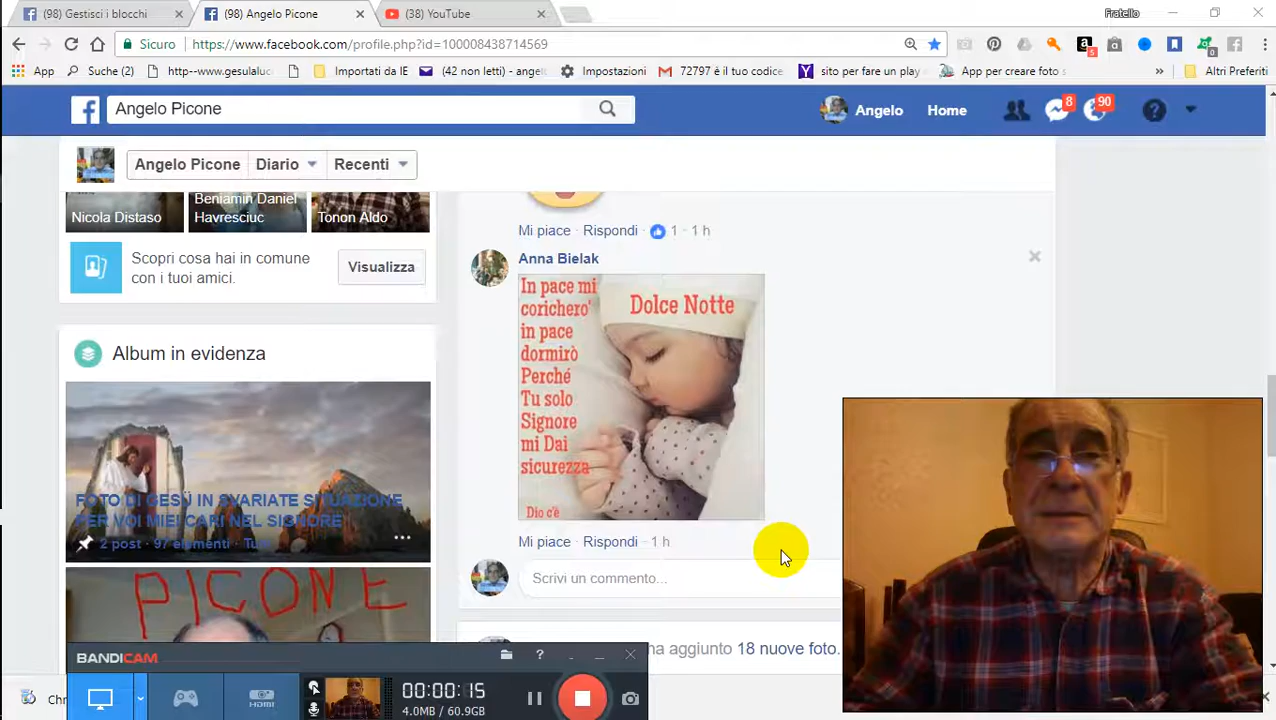 (98) Gestisci i blocchi
(98) Angelo Picone
(38) YouTube
Fratello
Sicuro
https://www.facebook.com/profile.php?id=100008438714569
App
Suche (2)
http--www-gesulaluc
Importati da IE
(42 non letti) - angelo
Impostazioni
72797 è il tuo codice
sito per fare un play
App per creare foto s
»
Altri Preferiti
Angelo Picone
Angelo
Home
8
90
Angelo Picone
Diario
Recenti
Nicola Distaso
Beniamin Daniel
Havresciuc
Tonon Aldo
Scopri cosa hai in comune
con i tuoi amici.
Visualizza
Album in evidenza
FOTO DI GESÙ IN SVARIATE SITUAZIONE
PER VOI MIEI CARI NEL SIGNORE
2 post · 97 elementi ·
PICONE
Mi piace · Rispondi · 1 · 1 h
Anna Bielak
In pace mi
corichero'
in pace
dormirò
Perché
Tu solo
Signore
mi Dai
sicurezza
Dio c'è
Dolce Notte
Mi piace · Rispondi · 1 h
Scrivi un commento...
ha aggiunto 18 nuove foto.
BANDICAM
HDMI
00:00:15
4.0MB / 60.9GB
Chr